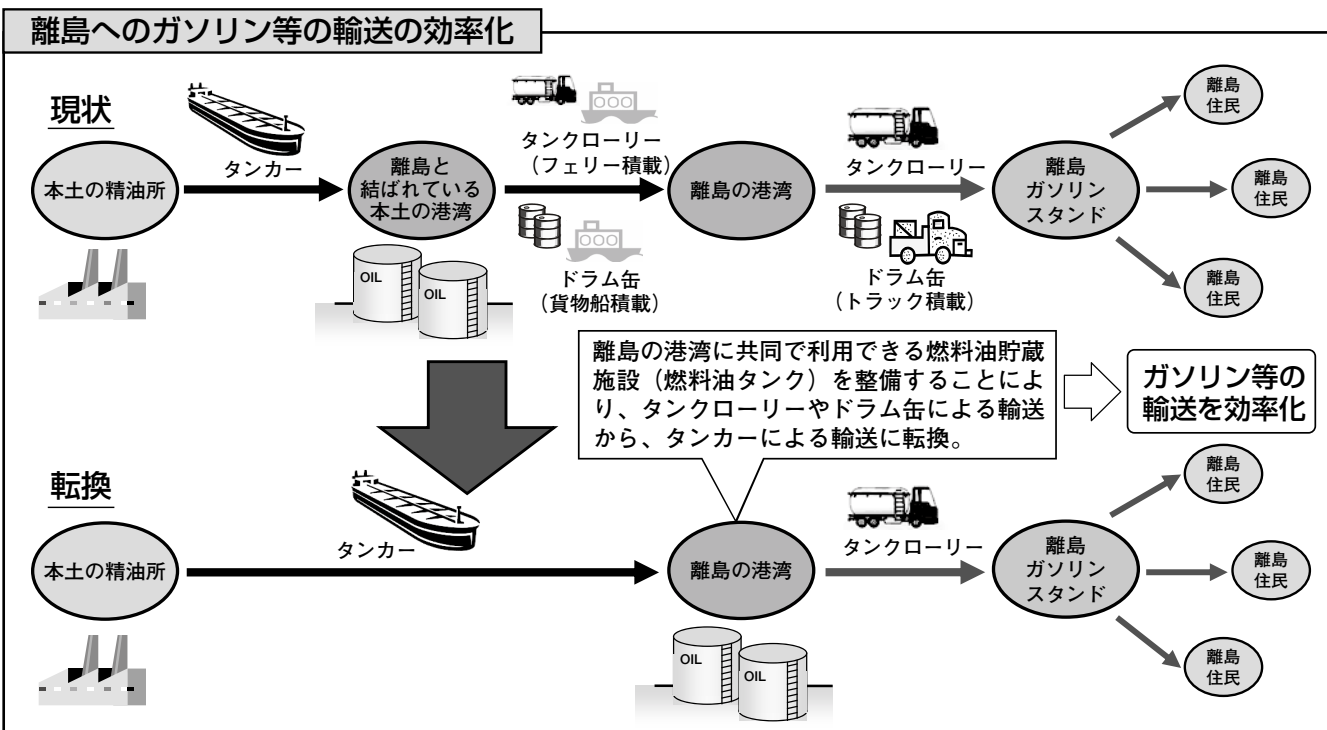 離島へのガソリン等の輸送の効率化
現状
本土の精油所
タンカー
離島と
結ばれている
本土の港湾
OIL
OIL
タンクローリー
（フェリー積載）
ドラム缶
（貨物船積載）
離島の港湾
タンクローリー
ドラム缶
（トラック積載）
離島
ガソリン
スタンド
離島
住民
離島
住民
離島
住民
離島の港湾に共同で利用できる燃料油貯蔵
施設（燃料油タンク）を整備することによ
り、タンクローリーやドラム缶による輸送
から、タンカーによる輸送に転換。
ガソリン等の
輸送を効率化
転換
本土の精油所
タンカー
離島の港湾
OIL
OIL
タンクローリー
離島
ガソリン
スタンド
離島
住民
離島
住民
離島
住民